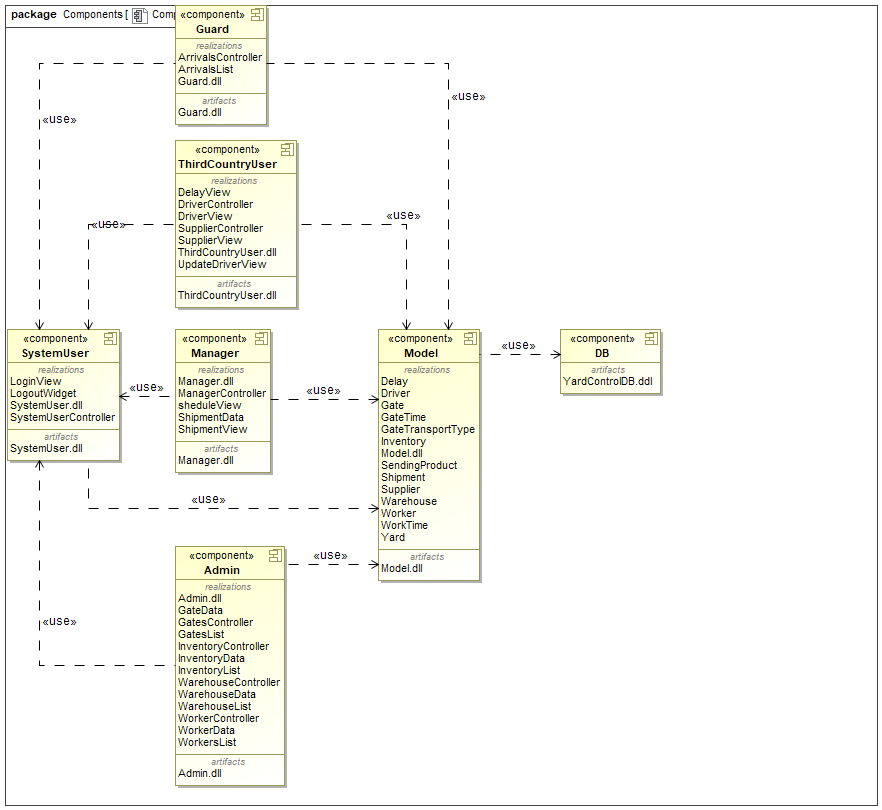 package Components [ Comp
«component»
Guard
realizations
ArrivalsController
ArrivalsList
Guard.dll
artifacts
Guard.dll
«use»
«use»
«component»
ThirdCountryUser
realizations
DelayView
DriverController
DriverView
SupplierController
SupplierView
ThirdCountryUser.dll
UpdateDriverView
artifacts
ThirdCountryUser.dll
«use»
«use»
«component»
SystemUser
realizations
LoginView
LogoutWidget
SystemUser.dll
SystemUserController
artifacts
SystemUser.dll
«use»
«component»
Manager
realizations
Manager.dll
ManagerController
sheduleView
ShipmentData
ShipmentView
artifacts
Manager.dll
«use»
«component»
Model
realizations
Delay
Driver
Gate
GateTime
GateTransportType
Inventory
Model.dll
SendingProduct
Shipment
Supplier
Warehouse
Worker
WorkTime
Yard
artifacts
Model.dll
«use»
«component»
DB
artifacts
YardControlDB.ddl
«use»
«use»
«use»
«component»
Admin
realizations
Admin.dll
GateData
GatesController
GatesList
InventoryController
InventoryData
InventoryList
WarehouseController
WarehouseData
WarehouseList
WorkerController
WorkerData
WorkersList
artifacts
Admin.dll